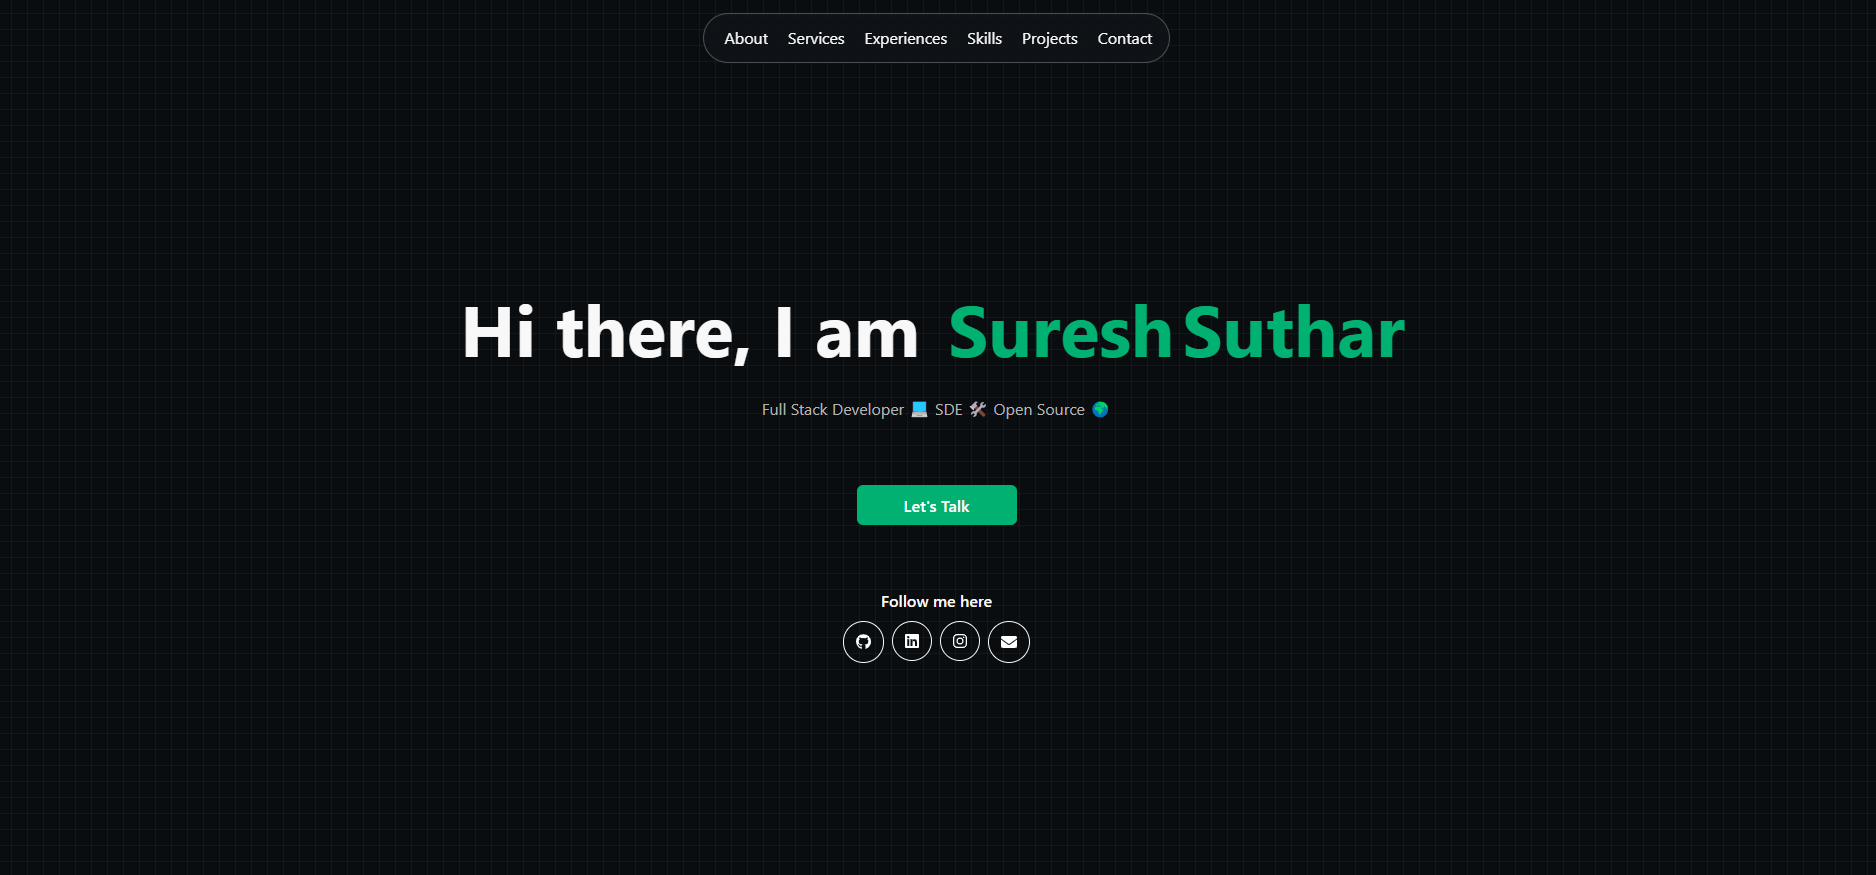 About Services Experiences Skills Projects Contact
Hi there, I am Suresh Suthar
Full Stack Developer 💻 SDE 🛠️ Open Source 🌍
Let's Talk
Follow me here